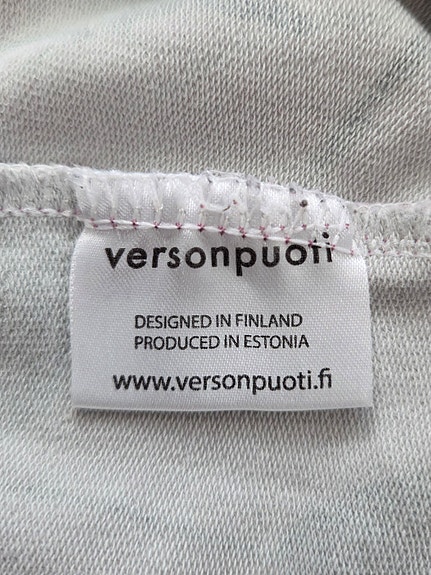 versonpuoti
DESIGNED IN FINLAND
PRODUCED IN ESTONIA
www.versonpuoti.fi